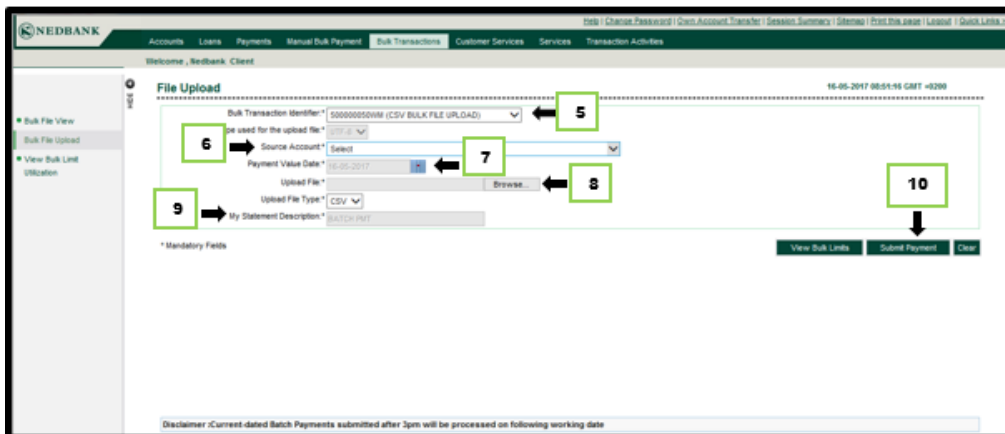 Help | Change Password | Own Account Transfer | Session Summary | Sitemap | Print this page | Logout | Quick Links
NEDBANK
Accounts Loans Payments Manual Bulk Payment Bulk Transactions Customer Services Services Transaction Activities
Welcome , Nedbank Client
HIDE
File Upload 16-05-2017 08:51:16 GMT +0200
Bulk Transaction Identifier:* 500000050WM (CSV BULK FILE UPLOAD) 5
Bulk File View
pe used for the upload file:* UTF-8
Bulk File Upload
6 Source Account:* Select
View Bulk Limit Utilization
Payment Value Date:* 16-05-2017 7
Upload File:* Browse... 8
Upload File Type:* CSV
9 My Statement Description:* BATCH PMT
10
* Mandatory Fields View Bulk Limits Submit Payment Clear
Disclaimer :Current-dated Batch Payments submitted after 3pm will be processed on following working date